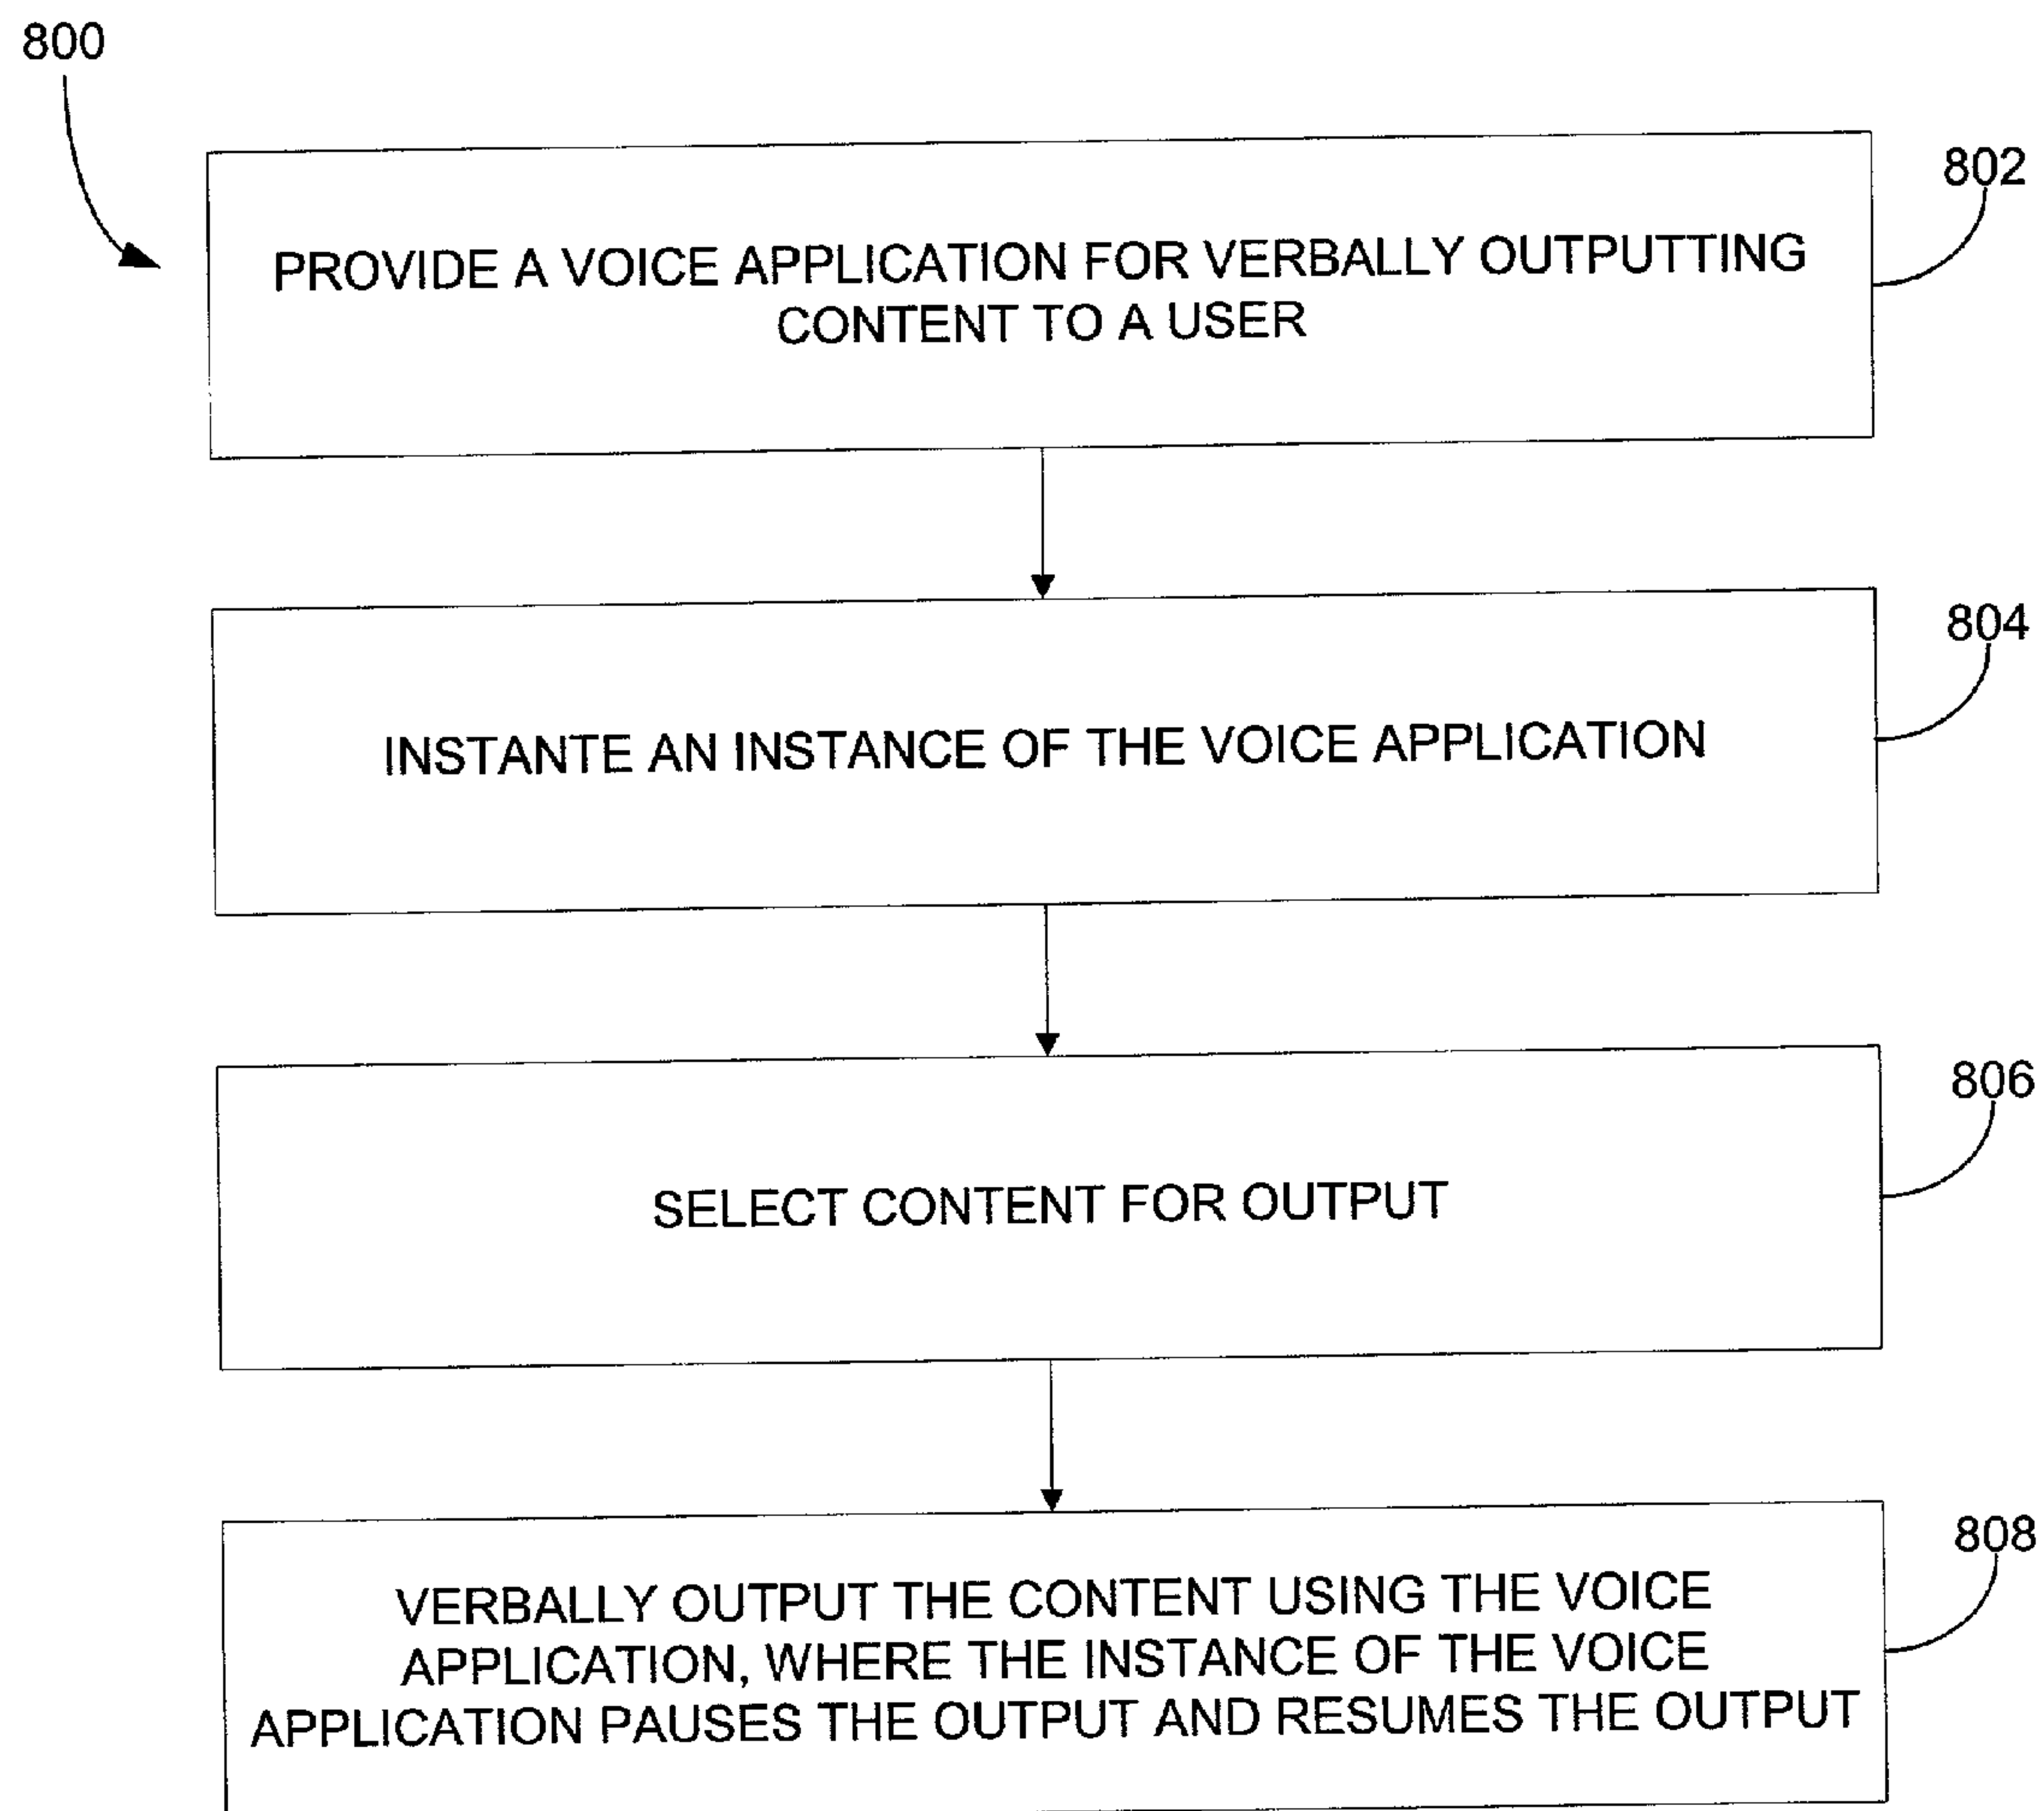 800
802
PROVIDE A VOICE APPLICATION FOR VERBALLY OUTPUTTING
CONTENT TO A USER
804
INSTANTE AN INSTANCE OF THE VOICE APPLICATION
806
SELECT CONTENT FOR OUTPUT
808
VERBALLY OUTPUT THE CONTENT USING THE VOICE
APPLICATION, WHERE THE INSTANCE OF THE VOICE
APPLICATION PAUSES THE OUTPUT AND RESUMES THE OUTPUT